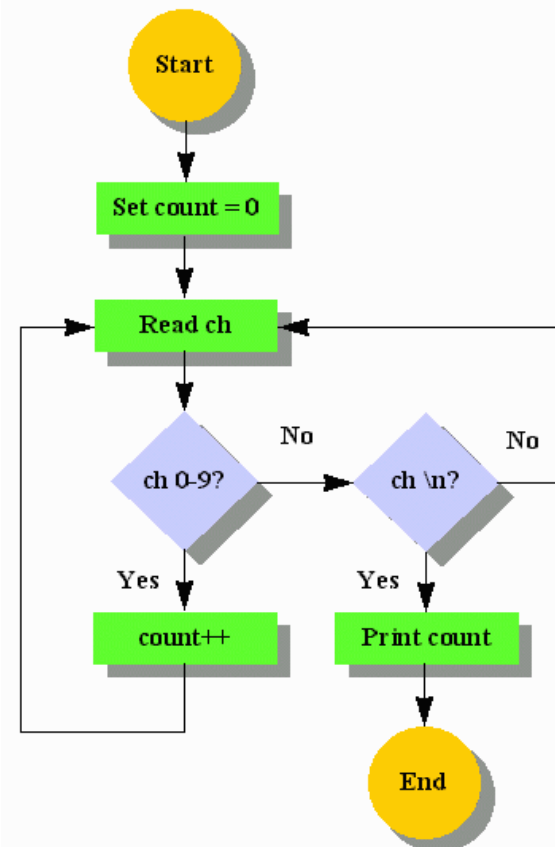 Start
Set count = 0
Read ch
ch 0-9?
No
ch \n?
No
Yes
count++
Yes
Print count
End